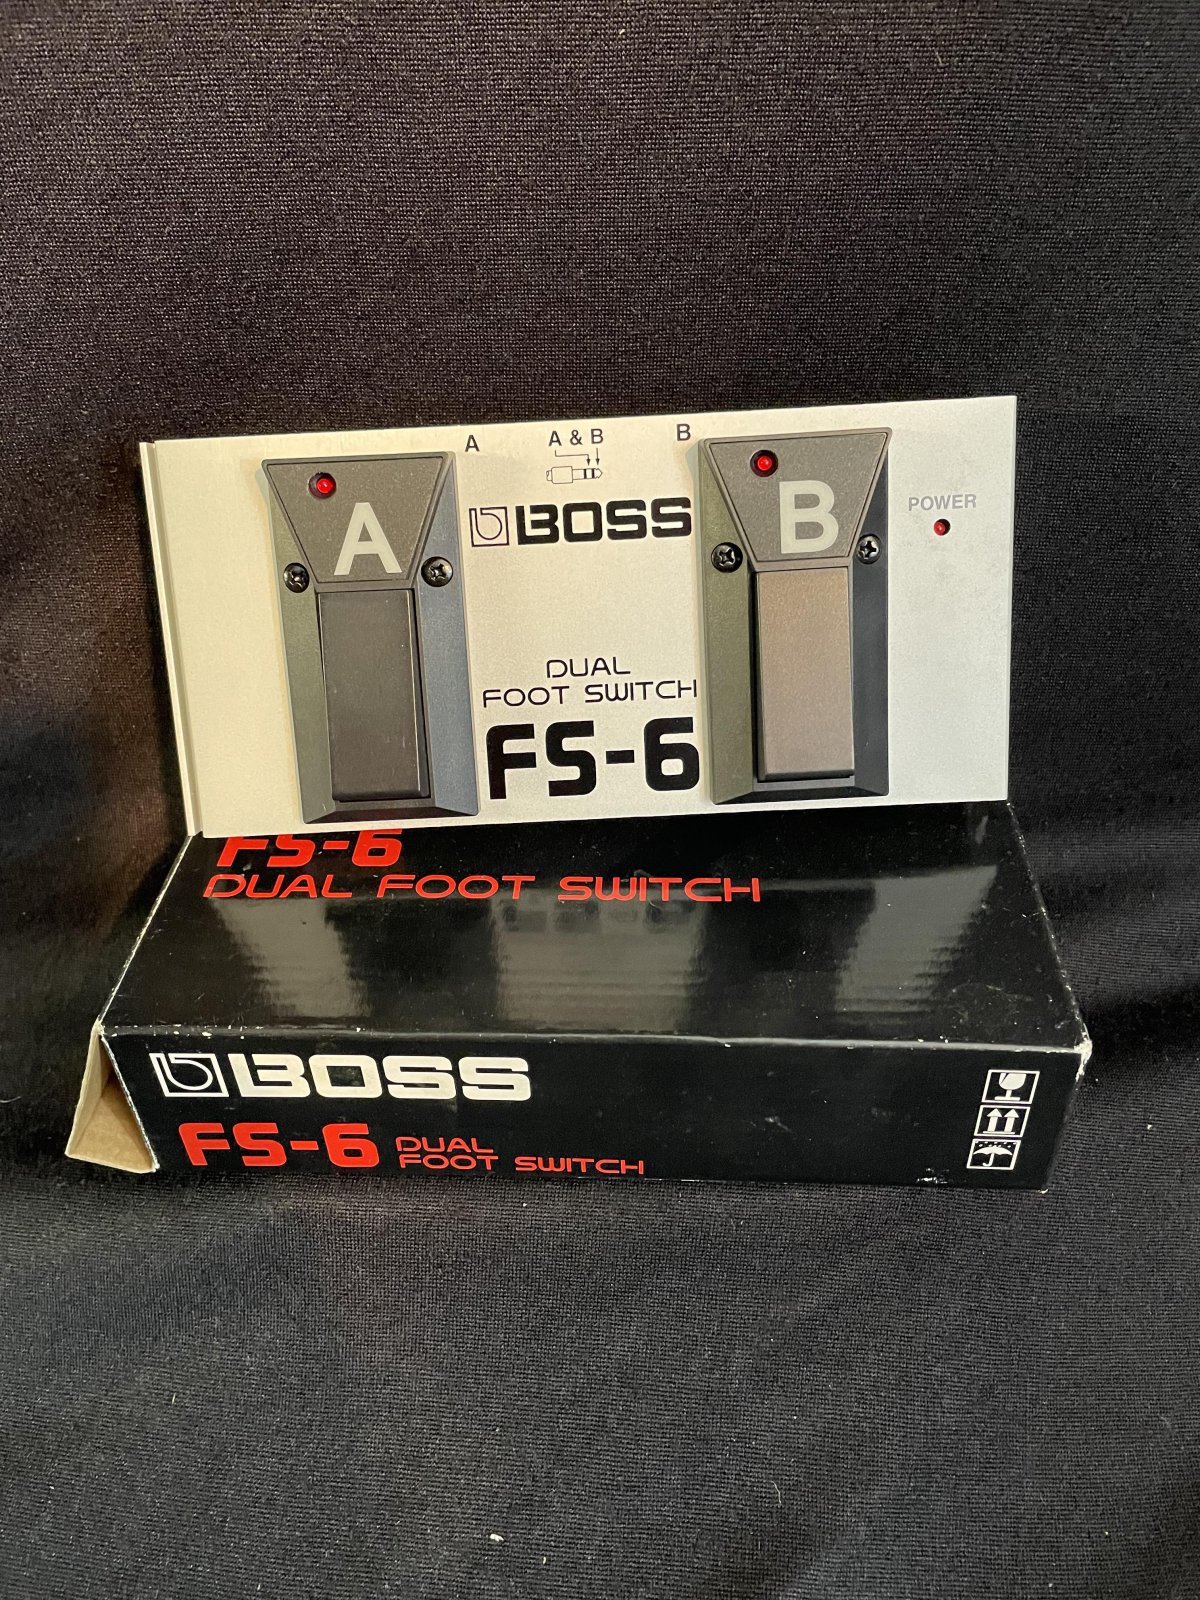 A
A & B
B
A
BOSS
B
POWER
DUAL
FOOT SWITCH
FS-6
FS-6
DUAL FOOT SWITCH
BOSS
FS-6 DUAL
FOOT SWITCH